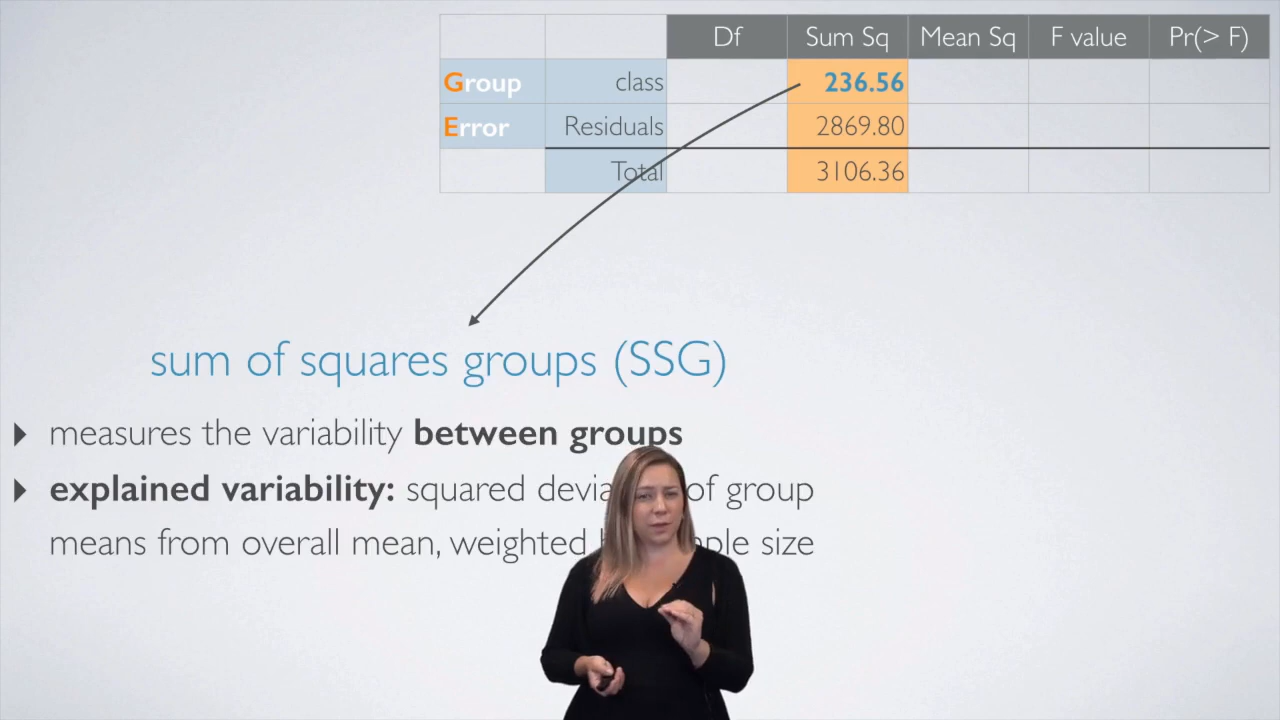 Df Sum Sq Mean Sq F value Pr(> F)
Group class 236.56
Error Residuals 2869.80
Total 3106.36
sum of squares groups (SSG)
measures the variability between groups
explained variability: squared of group
means from overall mean, weighted size